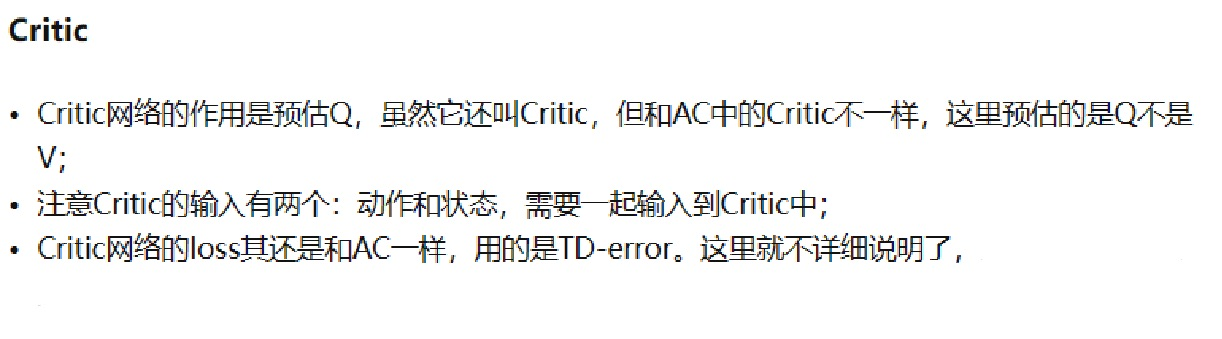 Critic
• Critic网络的作用是预估Q，虽然它还叫Critic，但和AC中的Critic不一样，这里预估的是Q不是
V；
• 注意Critic的输入有两个：动作和状态，需要一起输入到Critic中；
• Critic网络的loss其还是和AC一样，用的是TD-error。这里就不详细说明了，